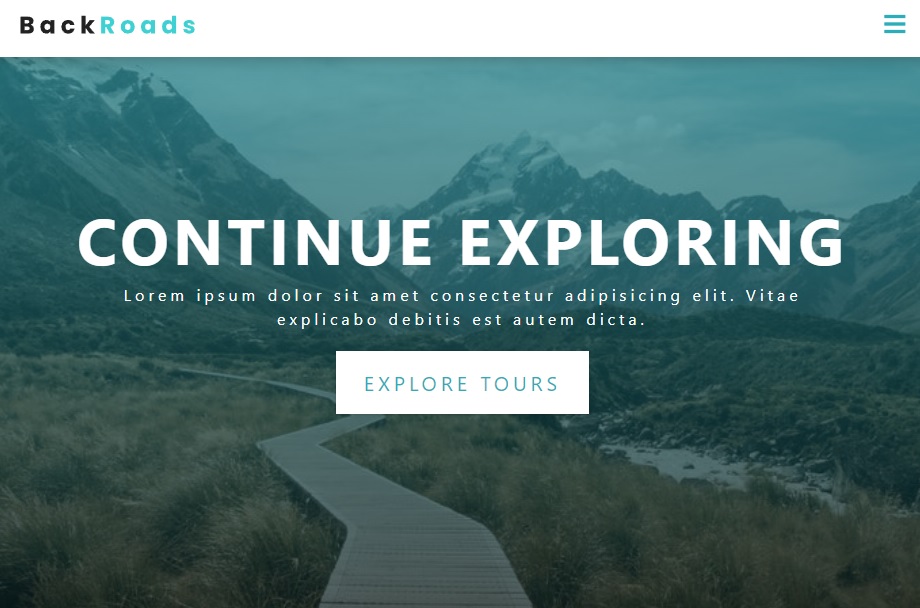 BackRoads
CONTINUE EXPLORING
Lorem ipsum dolor sit amet consectetur adipisicing elit. Vitae
explicabo debitis est autem dicta.
EXPLORE TOURS